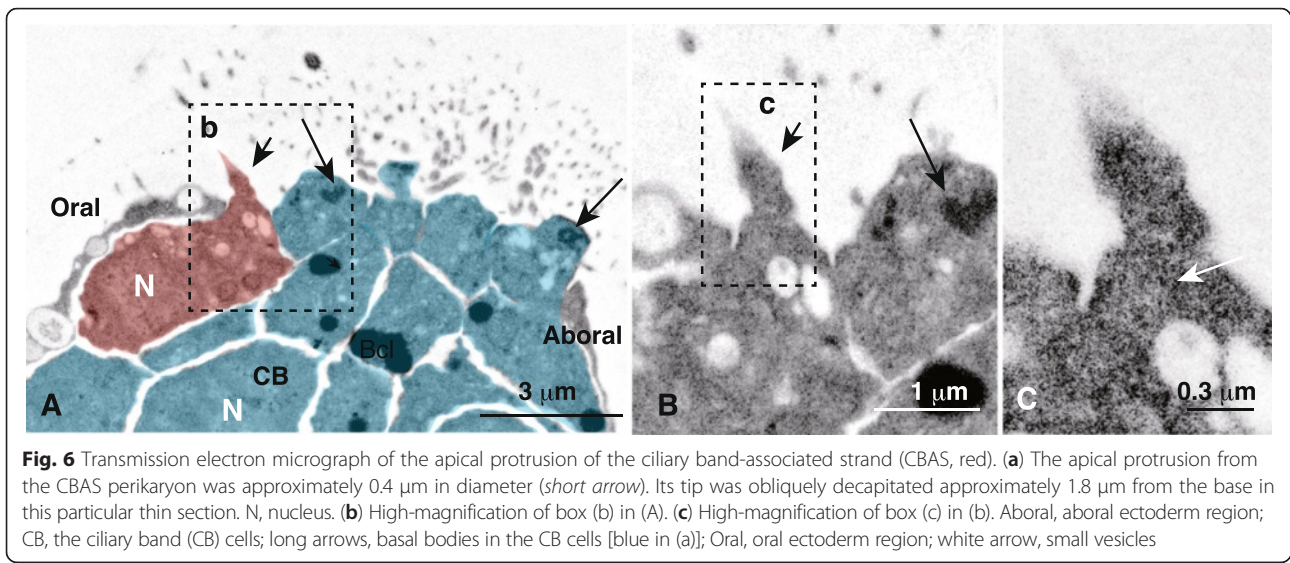 b
Oral
N
Bcl
Aboral
CB
N
3 μm
A
c
1 μm
B
0.3 μm
C
Fig. 6 Transmission electron micrograph of the apical protrusion of the ciliary band-associated strand (CBAS, red). (a) The apical protrusion from
the CBAS perikaryon was approximately 0.4 μm in diameter (short arrow). Its tip was obliquely decapitated approximately 1.8 μm from the base in
this particular thin section. N, nucleus. (b) High-magnification of box (b) in (A). (c) High-magnification of box (c) in (b). Aboral, aboral ectoderm region;
CB, the ciliary band (CB) cells; long arrows, basal bodies in the CB cells [blue in (a)]; Oral, oral ectoderm region; white arrow, small vesicles